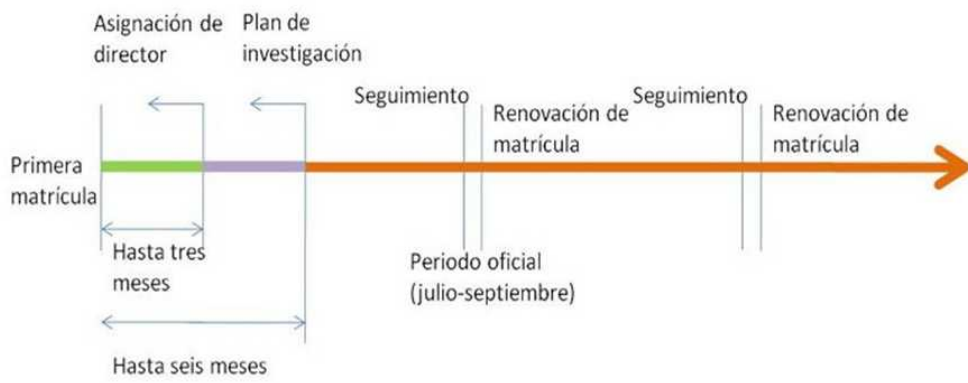 Asignación de
director
Plan de
investigación
Seguimiento
Renovación de
matrícula
Seguimiento
Renovación de
matrícula
Primera
matrícula
Hasta tres
meses
Periodo oficial
(julio-septiembre)
Hasta seis meses